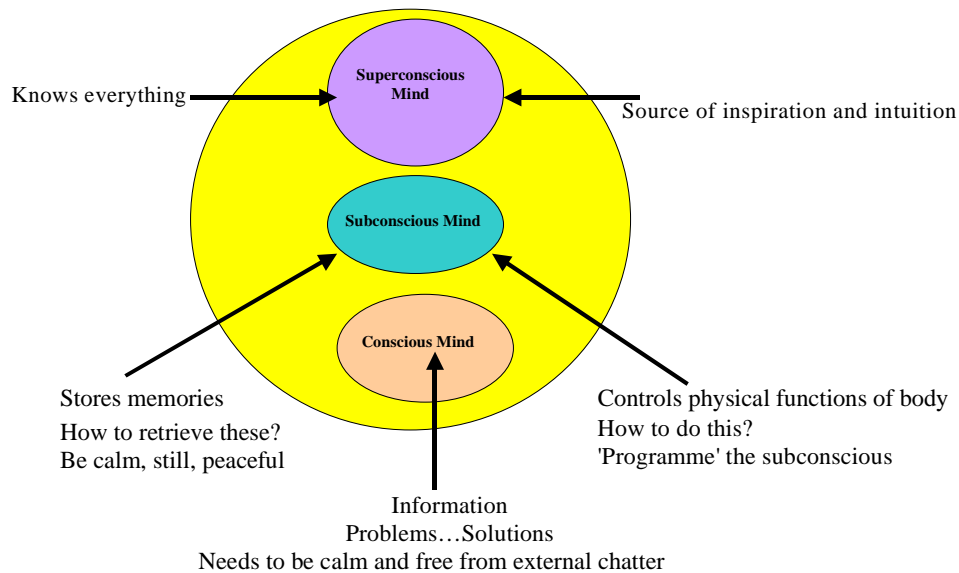 Superconscious
Mind
Knows everything
Source of inspiration and intuition
Subconscious Mind
Conscious Mind
Stores memories
How to retrieve these?
Be calm, still, peaceful
Controls physical functions of body
How to do this?
'Programme' the subconscious
Information
Problems…Solutions
Needs to be calm and free from external chatter